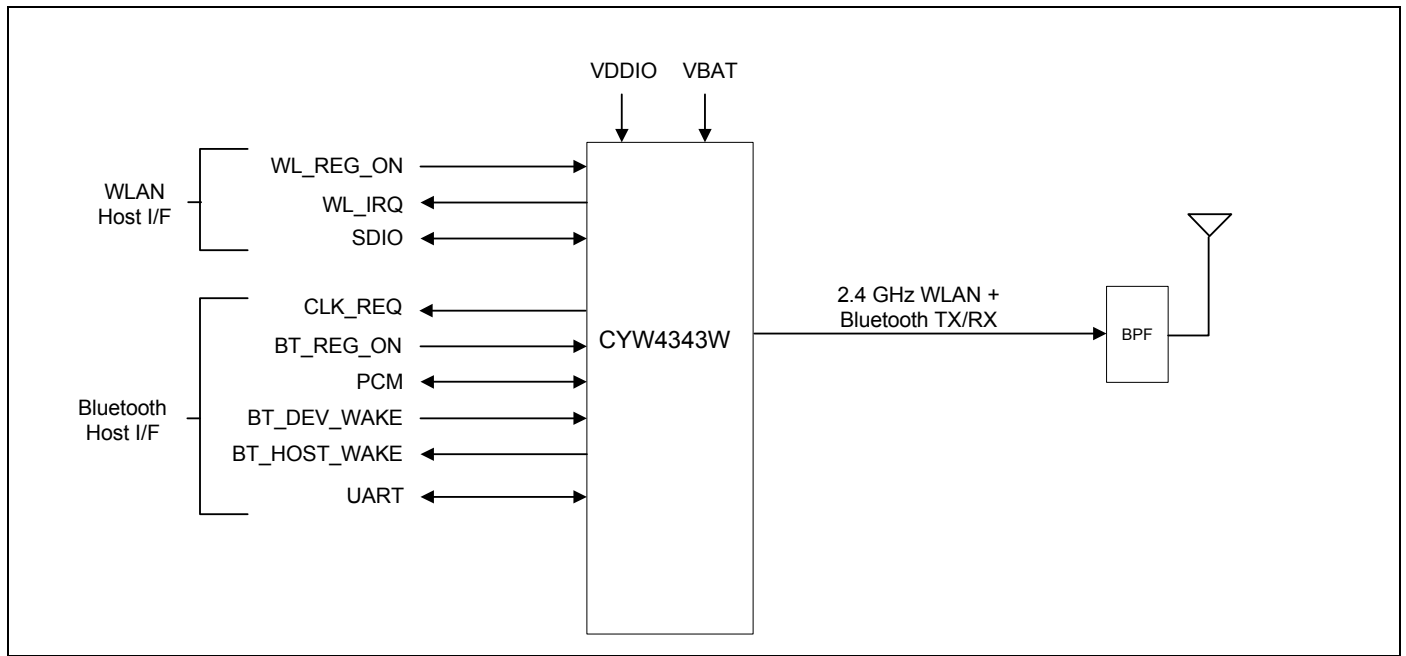 VDDIO VBAT
WLAN
Host I/F
WL_REG_ON
WL_IRQ
SDIO
Bluetooth
Host I/F
CLK_REQ
BT_REG_ON
PCM
BT_DEV_WAKE
BT_HOST_WAKE
UART
CYW4343W
2.4 GHz WLAN +
Bluetooth TX/RX
BPF